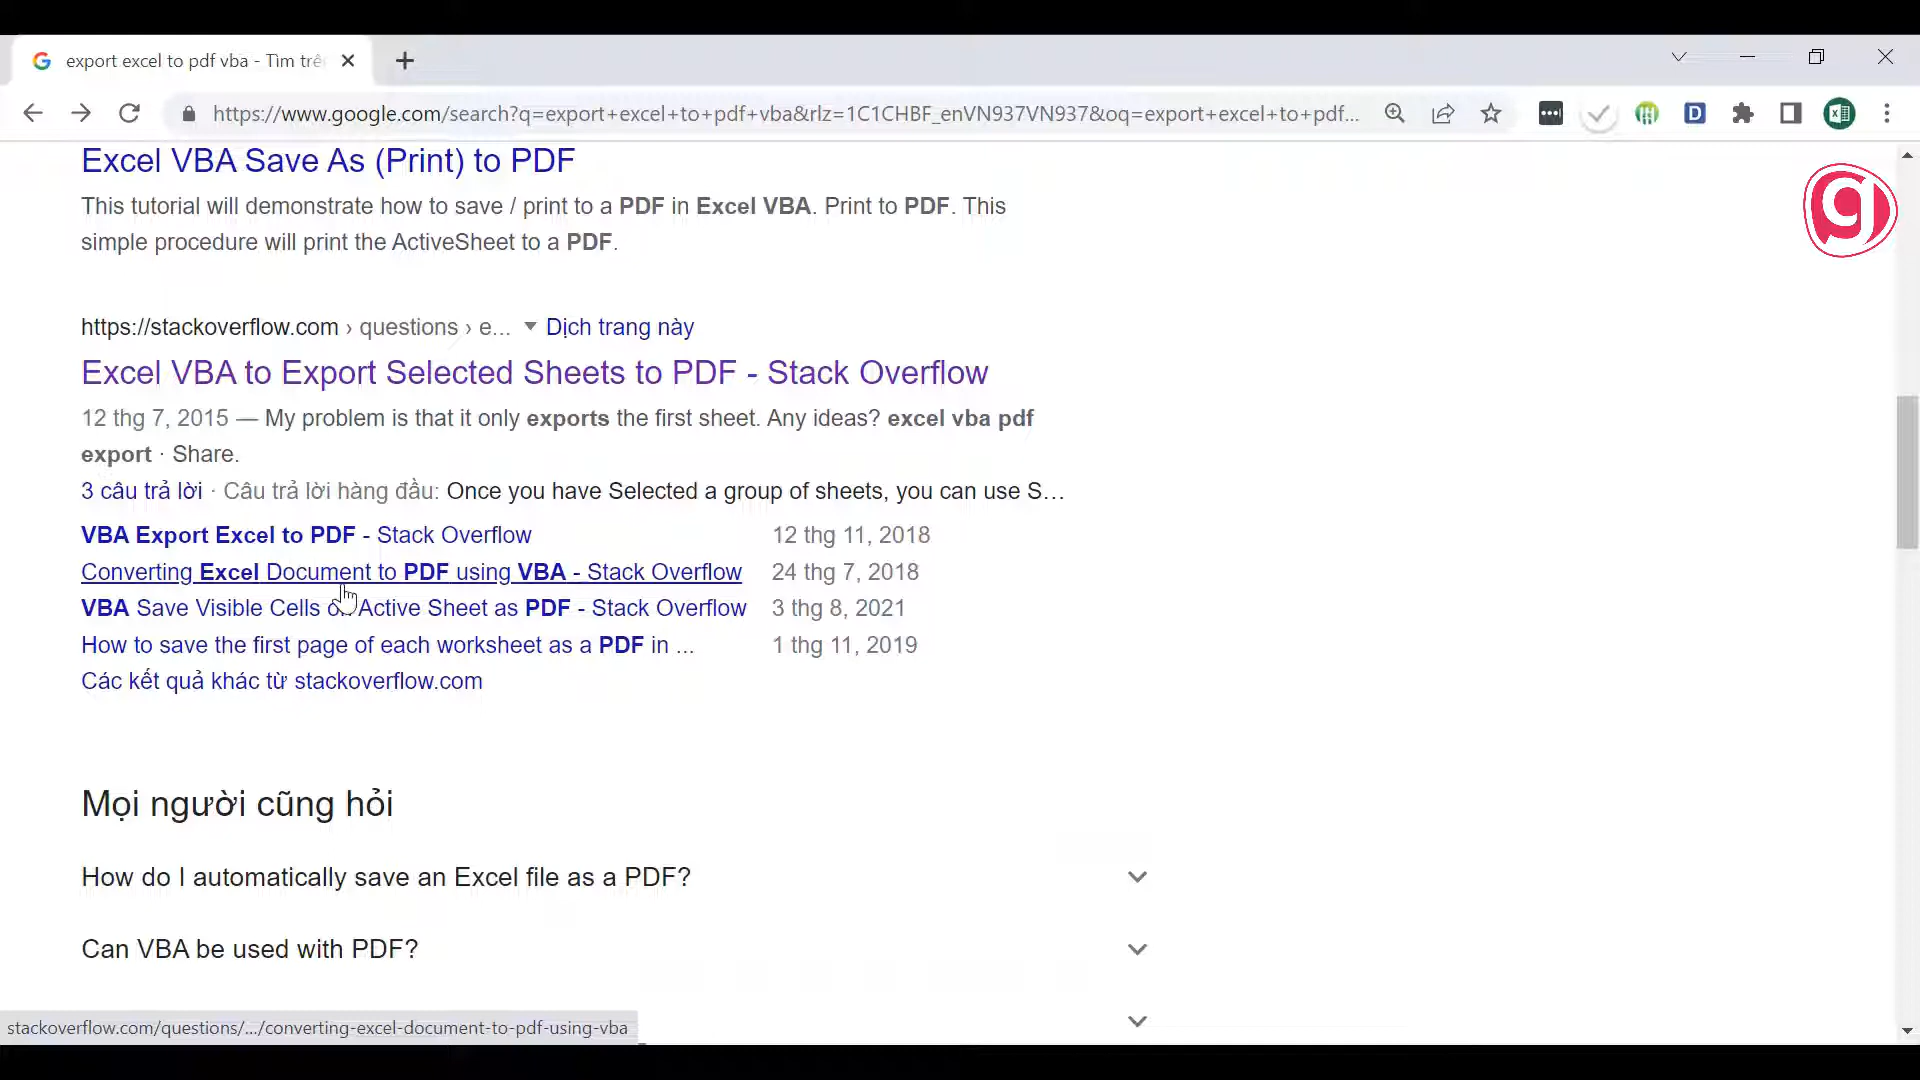 export excel to pdf vba - Tìm trê
https://www.google.com/search?q=export+excel+to+pdf+vba&rlz=1C1CHBF_enVN937VN937&oq=export+excel+to+pdf...
Excel VBA Save As (Print) to PDF
This tutorial will demonstrate how to save / print to a PDF in Excel VBA. Print to PDF. This
simple procedure will print the ActiveSheet to a PDF.
https://stackoverflow.com › questions › e... Dịch trang này
Excel VBA to Export Selected Sheets to PDF - Stack Overflow
12 thg 7, 2015 — My problem is that it only exports the first sheet. Any ideas? excel vba pdf
export · Share.
3 câu trả lời · Câu trả lời hàng đầu: Once you have Selected a group of sheets, you can use S...
VBA Export Excel to PDF - Stack Overflow 12 thg 11, 2018
Converting Excel Document to PDF using VBA - Stack Overflow 24 thg 7, 2018
VBA Save Visible Cells on Active Sheet as PDF - Stack Overflow 3 thg 8, 2021
How to save the first page of each worksheet as a PDF in ... 1 thg 11, 2019
Các kết quả khác từ stackoverflow.com
Mọi người cũng hỏi
How do I automatically save an Excel file as a PDF?
Can VBA be used with PDF?
stackoverflow.com/questions/.../converting-excel-document-to-pdf-using-vba